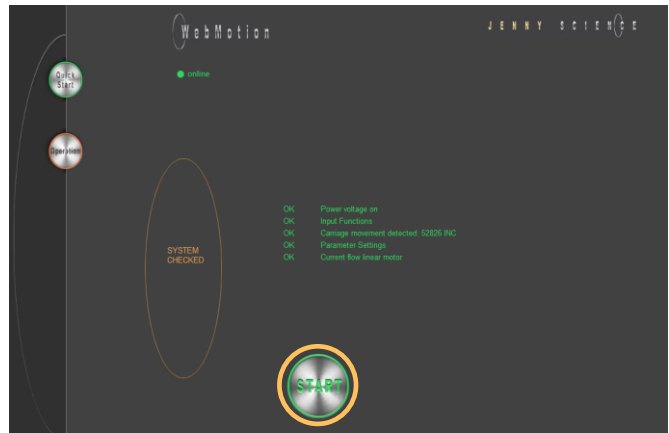 WebMotion
JENNY SCIENCE
Quick
Start
online
Operation
OK Power voltage on
OK Input Functions
OK Carriage movement detected 52826 INC
OK Parameter Settings
OK Current flow linear motor
SYSTEM
CHECKED
START